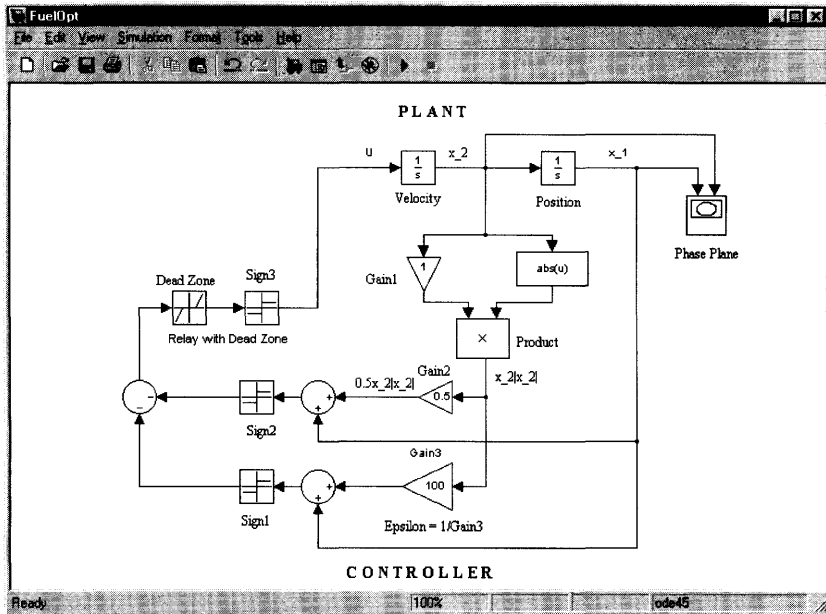 FuelOpt
File Edit View Simulation Format Tools Help
PLANT
u
x_2
x_1
1/s
1/s
Velocity
Position
Phase Plane
1
Gain1
abs(u)
Dead Zone
Sign3
Relay with Dead Zone
×
Product
Gain2
0.5x_2|x_2|
x_2|x_2|
0.5
-
-
+
+
Sign2
Gain3
100
+
+
Sign1
Epsilon = 1/Gain3
CONTROLLER
Ready
100%
ode45